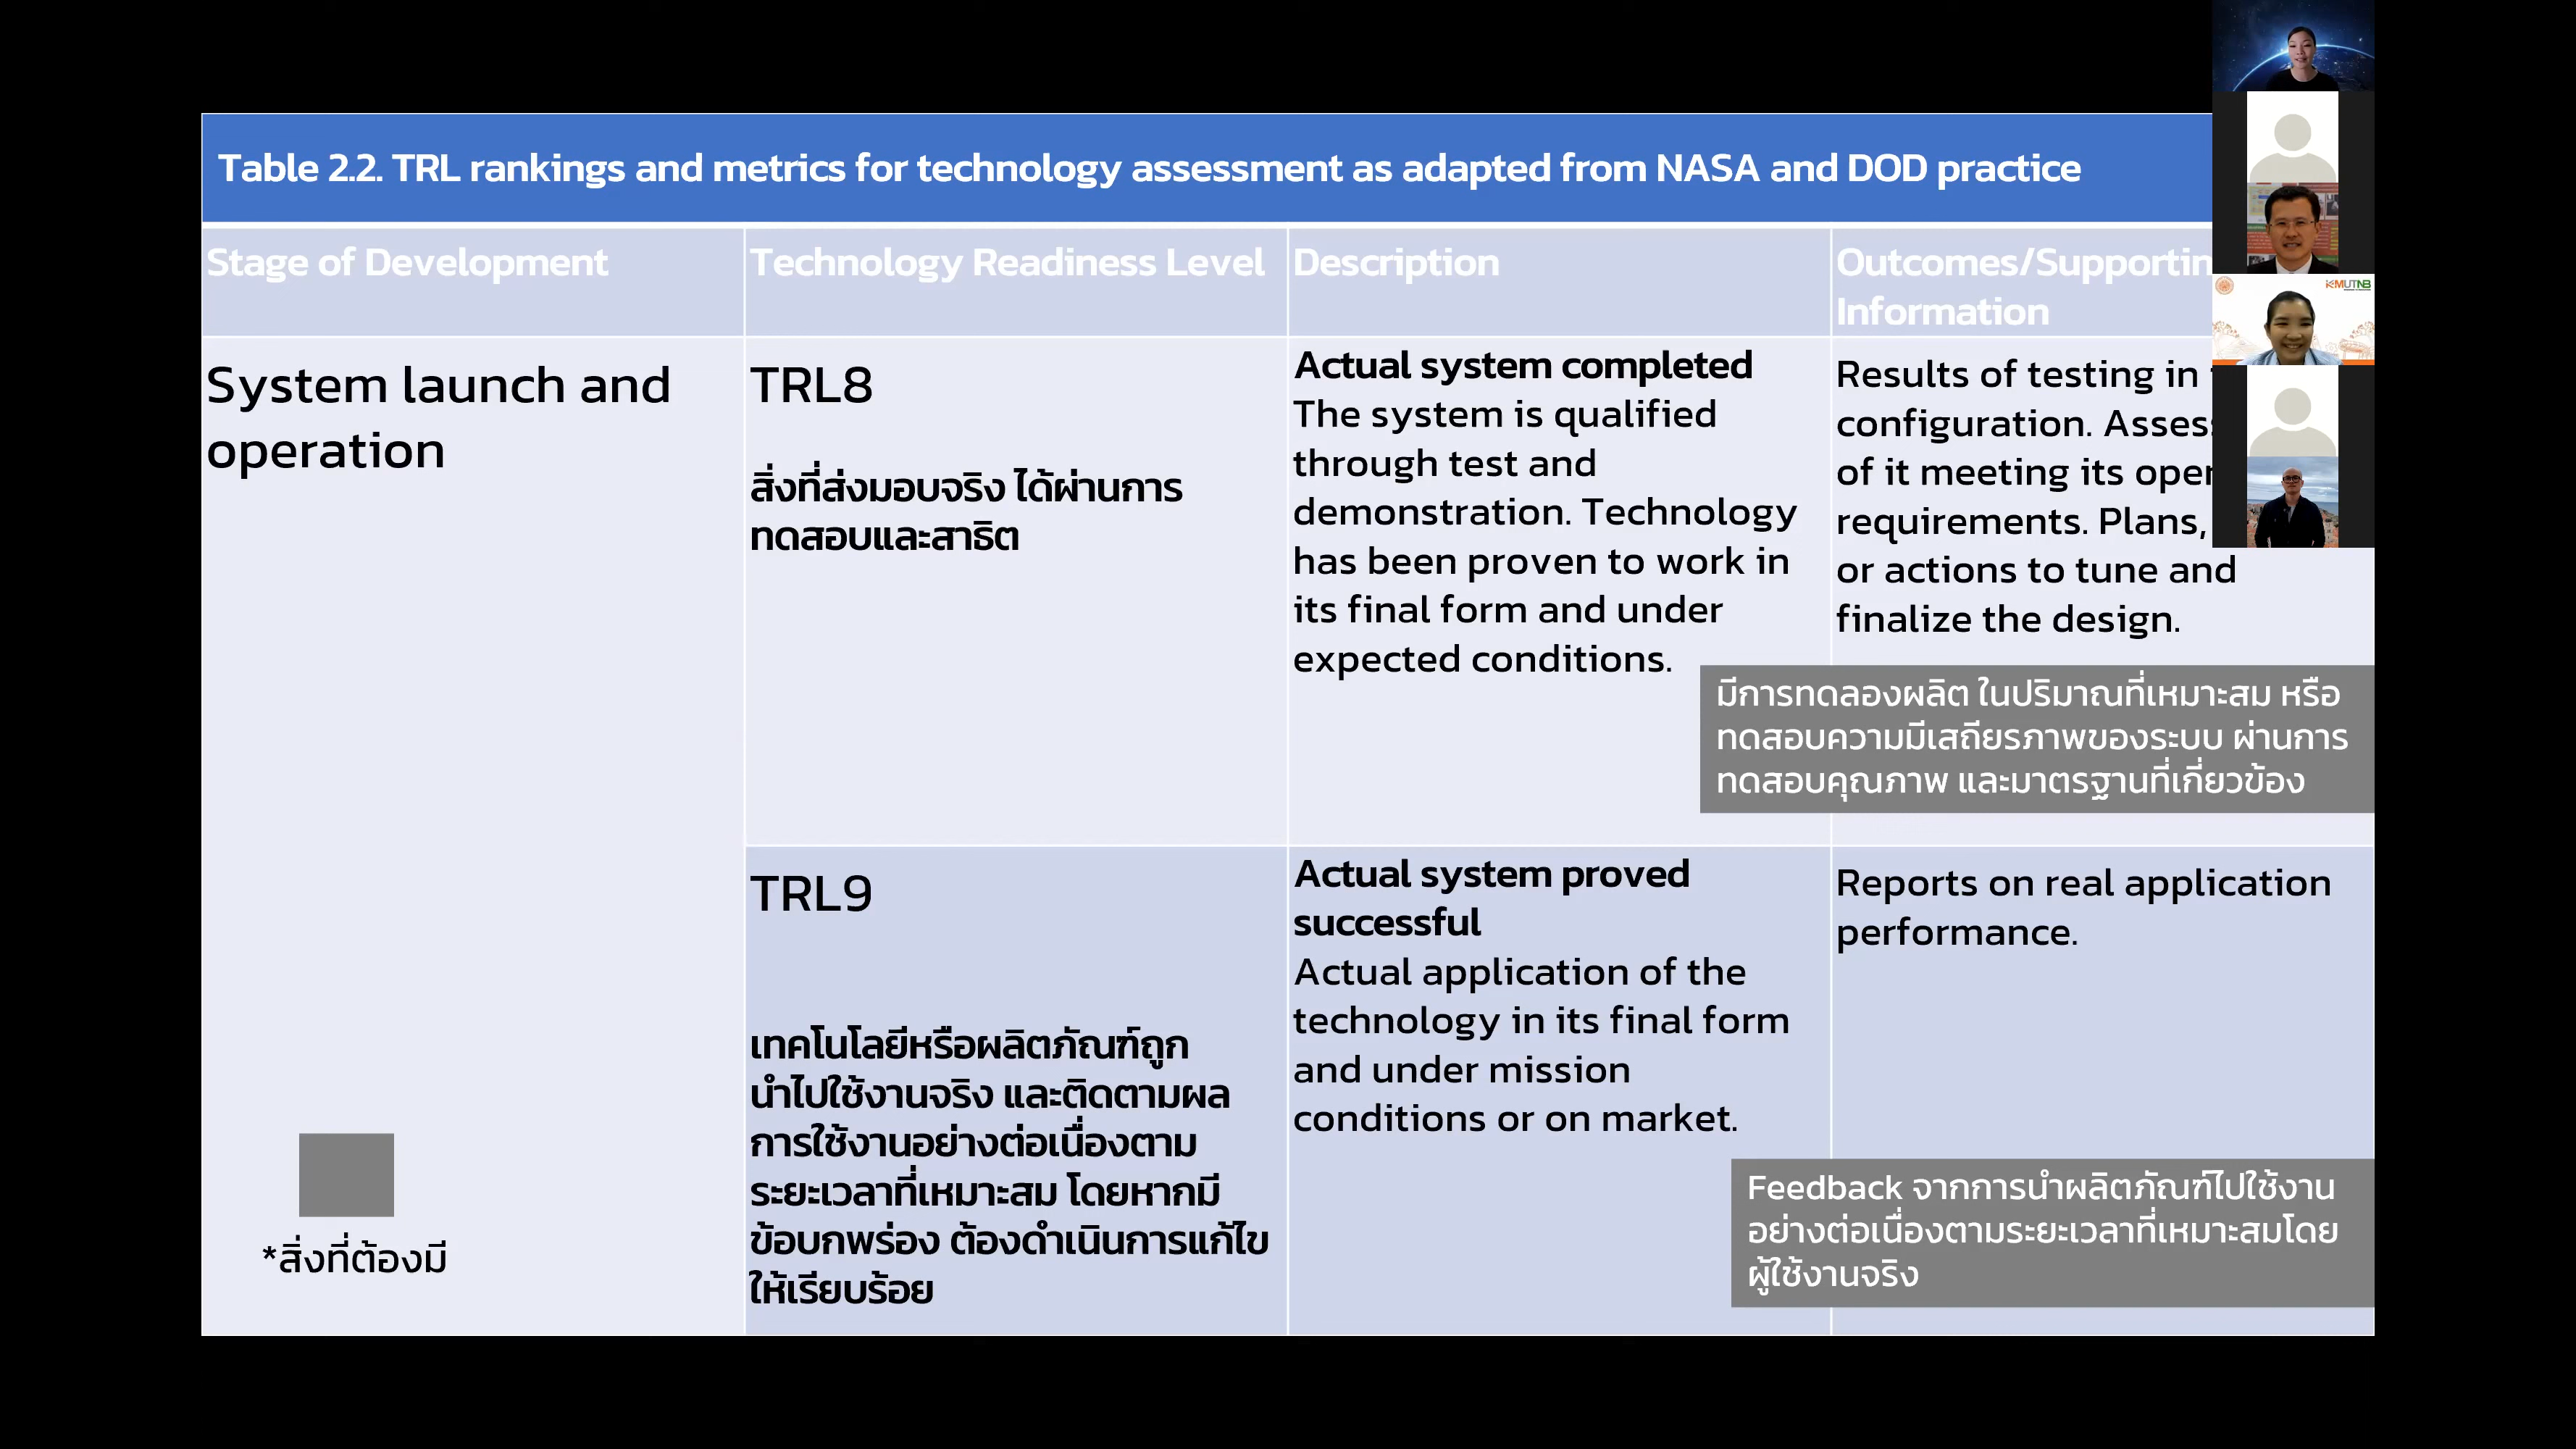 Table 2.2. TRL rankings and metrics for technology assessment as adapted from NASA and DOD practice
Stage of Development
Technology Readiness Level
Description
Outcomes/Supportin
Information
System launch and
operation
TRL8
สิ่งที่ส่งมอบจริง ได้ผ่านการ
ทดสอบและสาธิต
Actual system completed
The system is qualified
through test and
demonstration. Technology
has been proven to work in
its final form and under
expected conditions.
Results of testing in
configuration. Asses
of it meeting its oper
requirements. Plans,
or actions to tune and
finalize the design.
มีการทดลองผลิต ในปริมาณที่เหมาะสม หรือ
ทดสอบความมีเสถียรภาพของระบบ ผ่านการ
ทดสอบคุณภาพ และมาตรฐานที่เกี่ยวข้อง
TRL9
เทคโนโลยีหรือผลิตภัณฑ์ถูก
นำไปใช้งานจริง และติดตามผล
การใช้งานอย่างต่อเนื่องตาม
ระยะเวลาที่เหมาะสม โดยหากมี
ข้อบกพร่อง ต้องดำเนินการแก้ไข
ให้เรียบร้อย
Actual system proved
successful
Actual application of the
technology in its final form
and under mission
conditions or on market.
Reports on real application
performance.
Feedback จากการนำผลิตภัณฑ์ไปใช้งาน
อย่างต่อเนื่องตามระยะเวลาที่เหมาะสมโดย
ผู้ใช้งานจริง
*สิ่งที่ต้องมี
KMUTNB